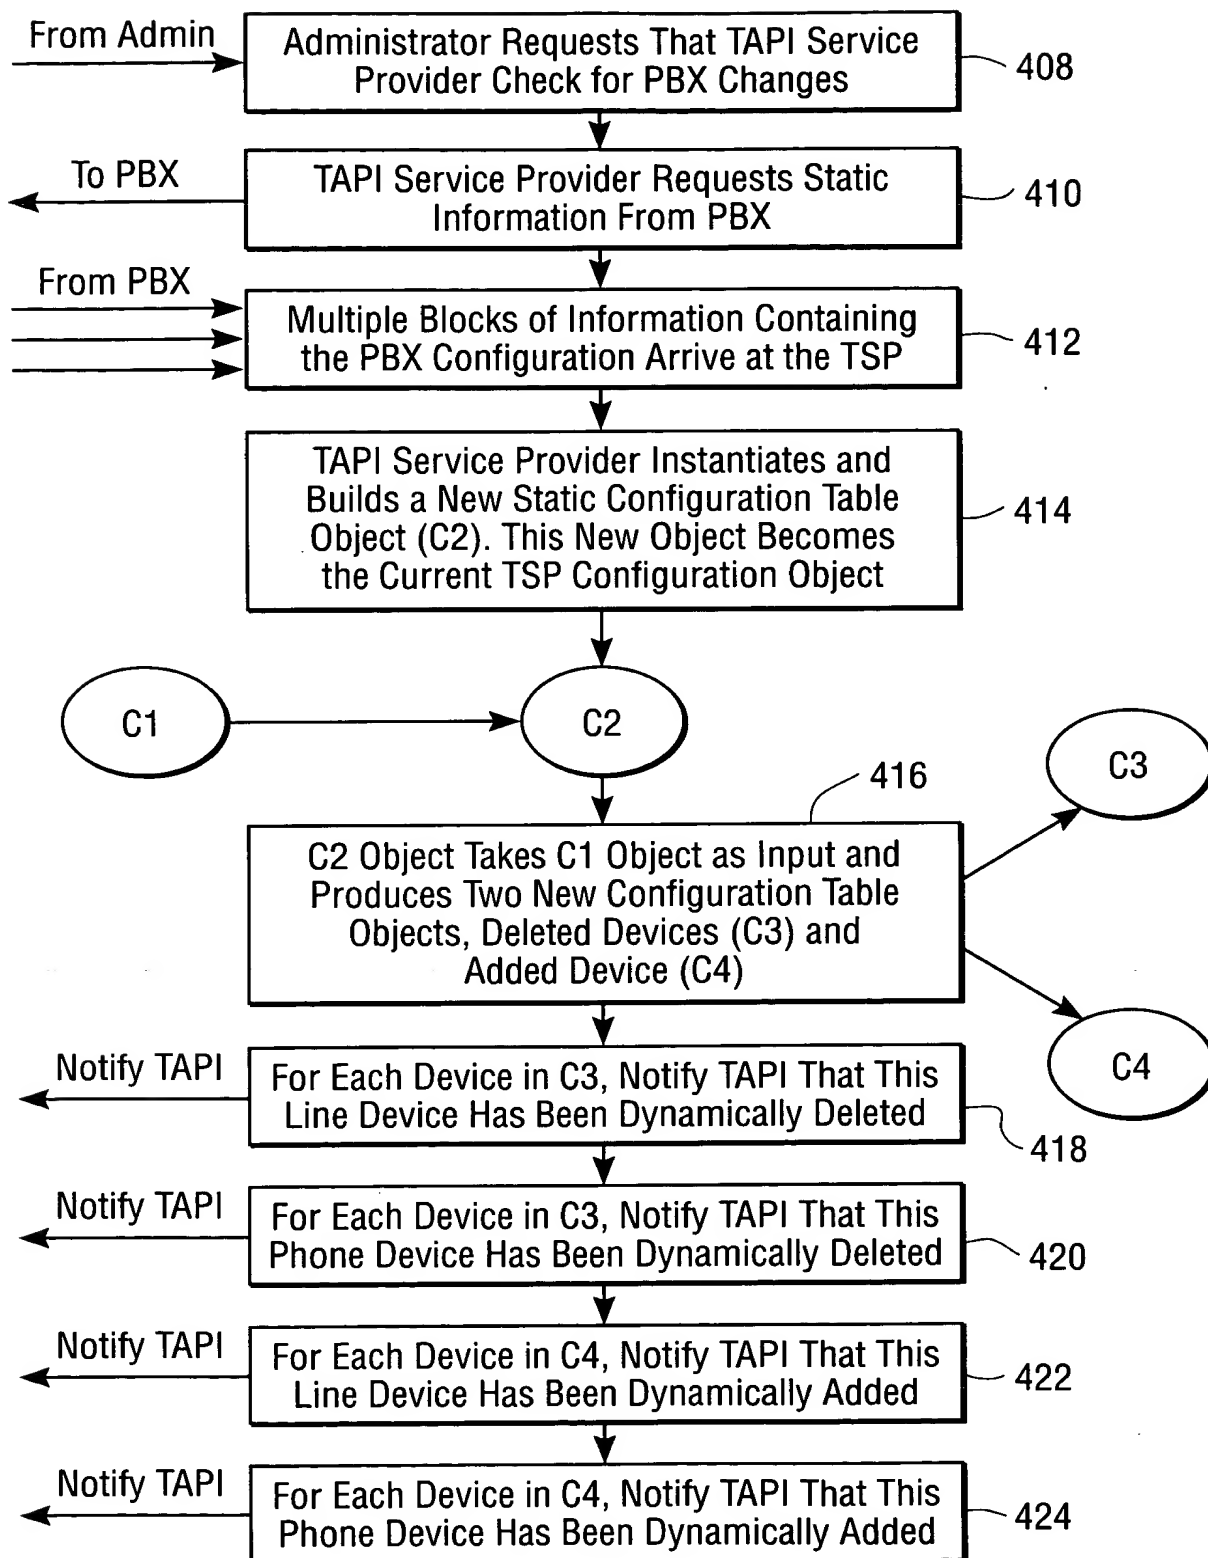 From Admin
Administrator Requests That TAPI Service
Provider Check for PBX Changes
408
To PBX
TAPI Service Provider Requests Static
Information From PBX
410
From PBX
Multiple Blocks of Information Containing
the PBX Configuration Arrive at the TSP
412
TAPI Service Provider Instantiates and
Builds a New Static Configuration Table
Object (C2). This New Object Becomes
the Current TSP Configuration Object
414
C1
C2
C3
416
C2 Object Takes C1 Object as Input and
Produces Two New Configuration Table
Objects, Deleted Devices (C3) and
Added Device (C4)
C4
Notify TAPI
For Each Device in C3, Notify TAPI That This
Line Device Has Been Dynamically Deleted
418
Notify TAPI
For Each Device in C3, Notify TAPI That This
Phone Device Has Been Dynamically Deleted
420
Notify TAPI
For Each Device in C4, Notify TAPI That This
Line Device Has Been Dynamically Added
422
Notify TAPI
For Each Device in C4, Notify TAPI That This
Phone Device Has Been Dynamically Added
424